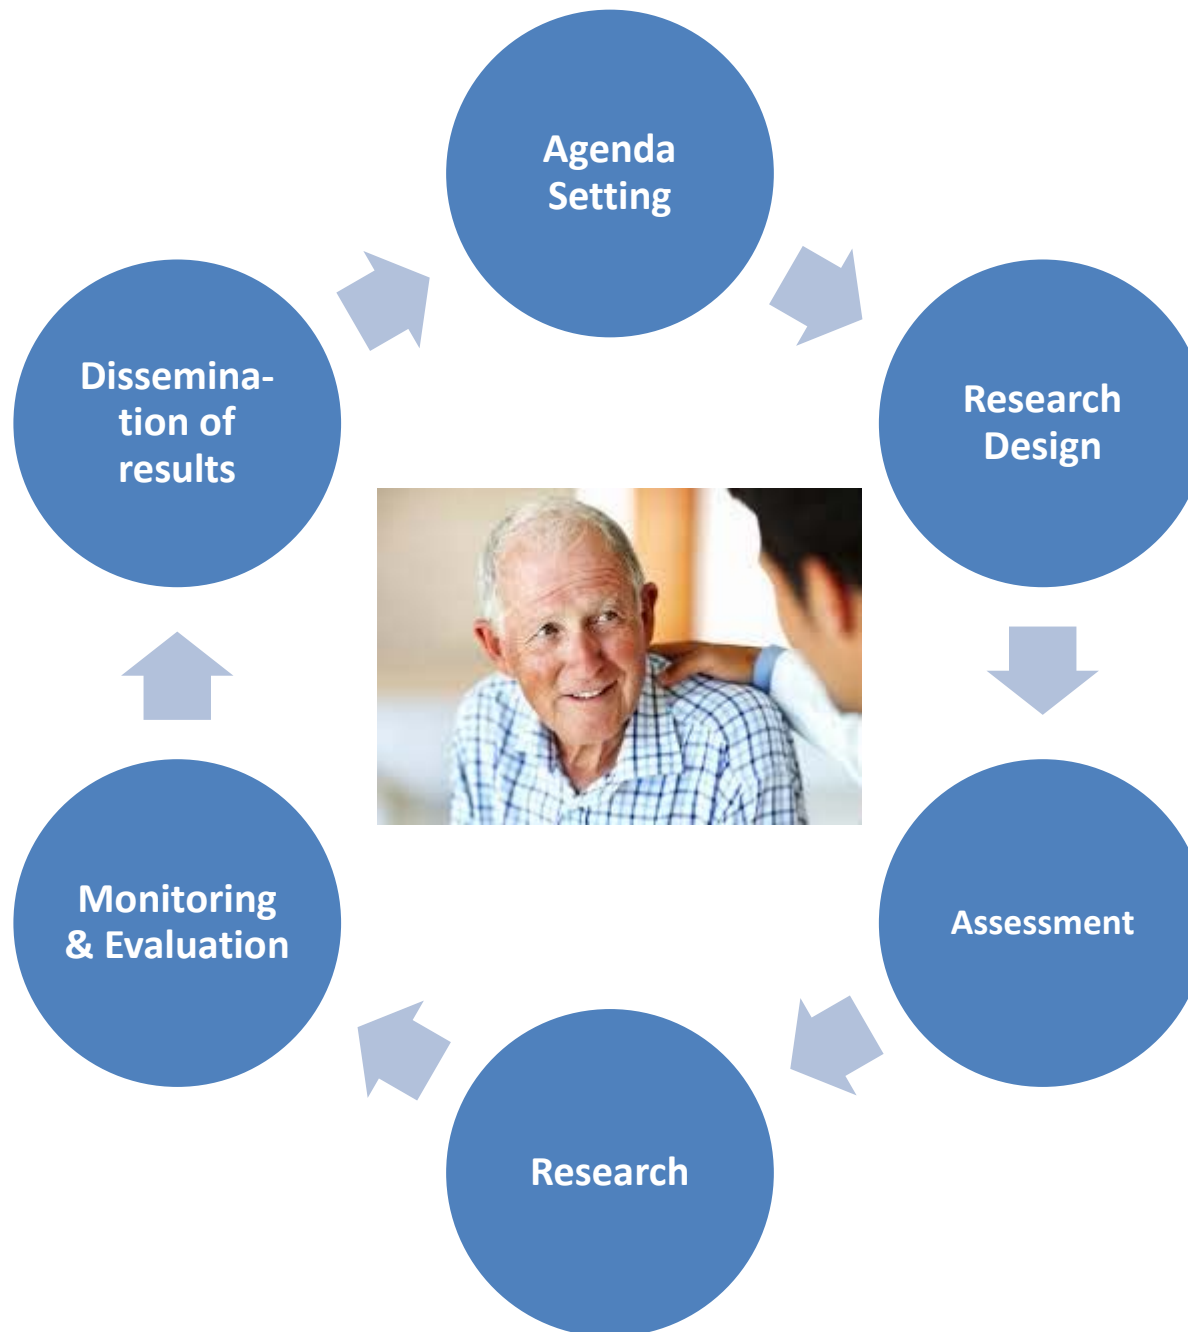 Agenda
Setting
Research
Design
Assessment
Research
Monitoring
& Evaluation
Dissemina-
tion of
results